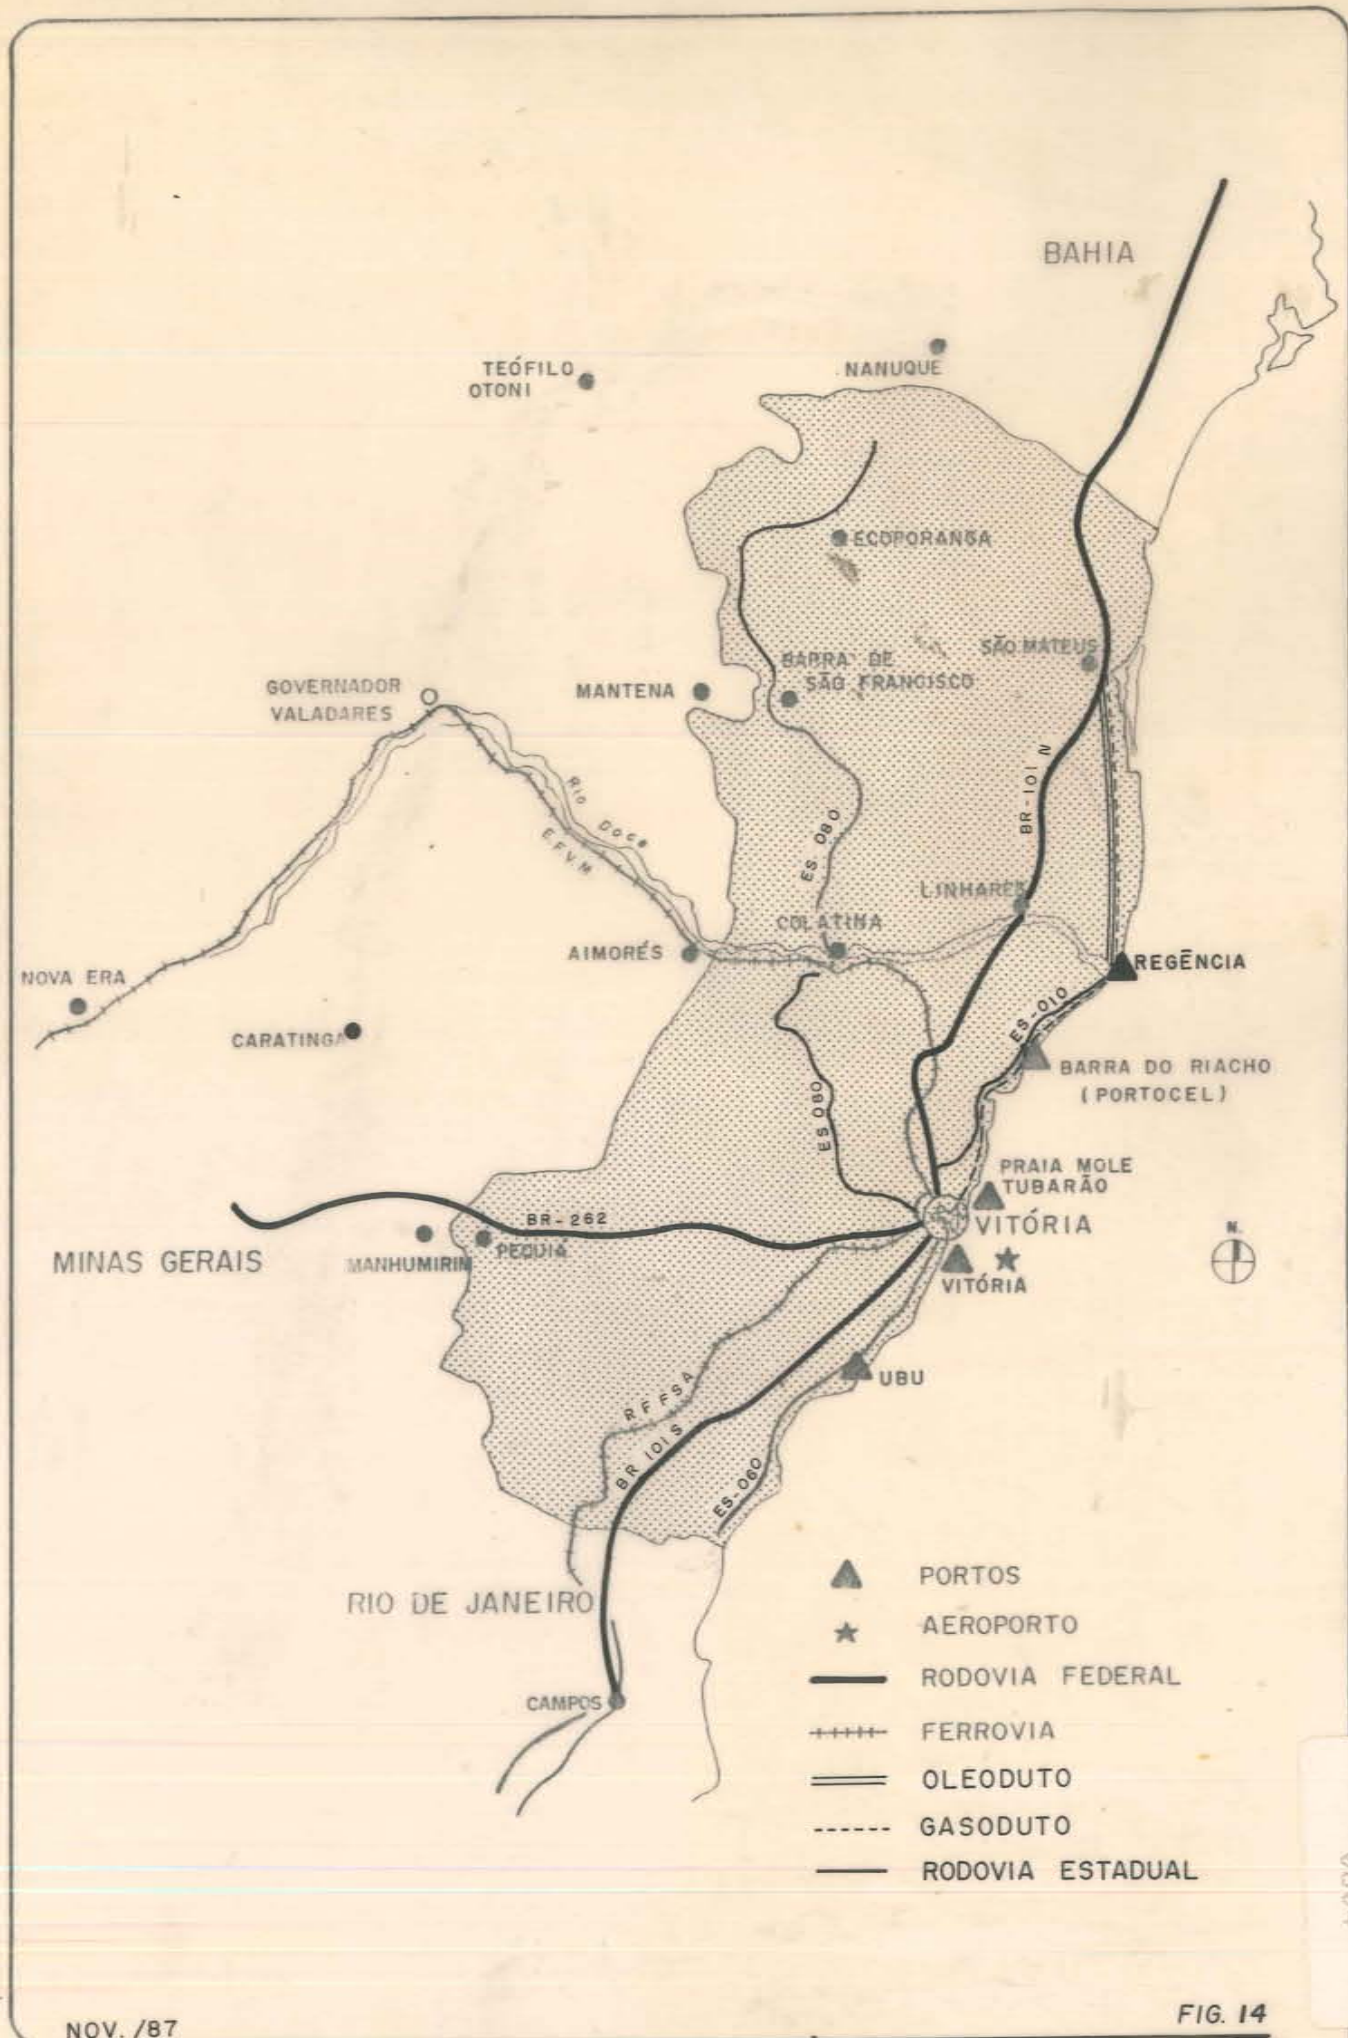 BAHIA
TEÓFILO
OTONI
NANUQUE
ECOPORANGA
SÃO MATEUS
BARRA DE
SÃO FRANCISCO
GOVERNADOR
VALADARES
MANTENA
BR-101 N
Rio Doce
E.F.V.M
ES 080
LINHARES
COLATINA
AIMORÉS
REGÊNCIA
NOVA ERA
ES-010
CARATINGA
BARRA DO RIACHO
(PORTOCEL)
ES 080
PRAIA MOLE
TUBARÃO
BR-262
VITÓRIA
N.
MINAS GERAIS
MANHUMIRIM
PEQUIÁ
VITÓRIA
UBU
RFFSA
BR 101 S
ES-060
RIO DE JANEIRO
CAMPOS
PORTOS
AEROPORTO
RODOVIA FEDERAL
FERROVIA
OLEODUTO
GASODUTO
RODOVIA ESTADUAL
NOV. /87
FIG. 14